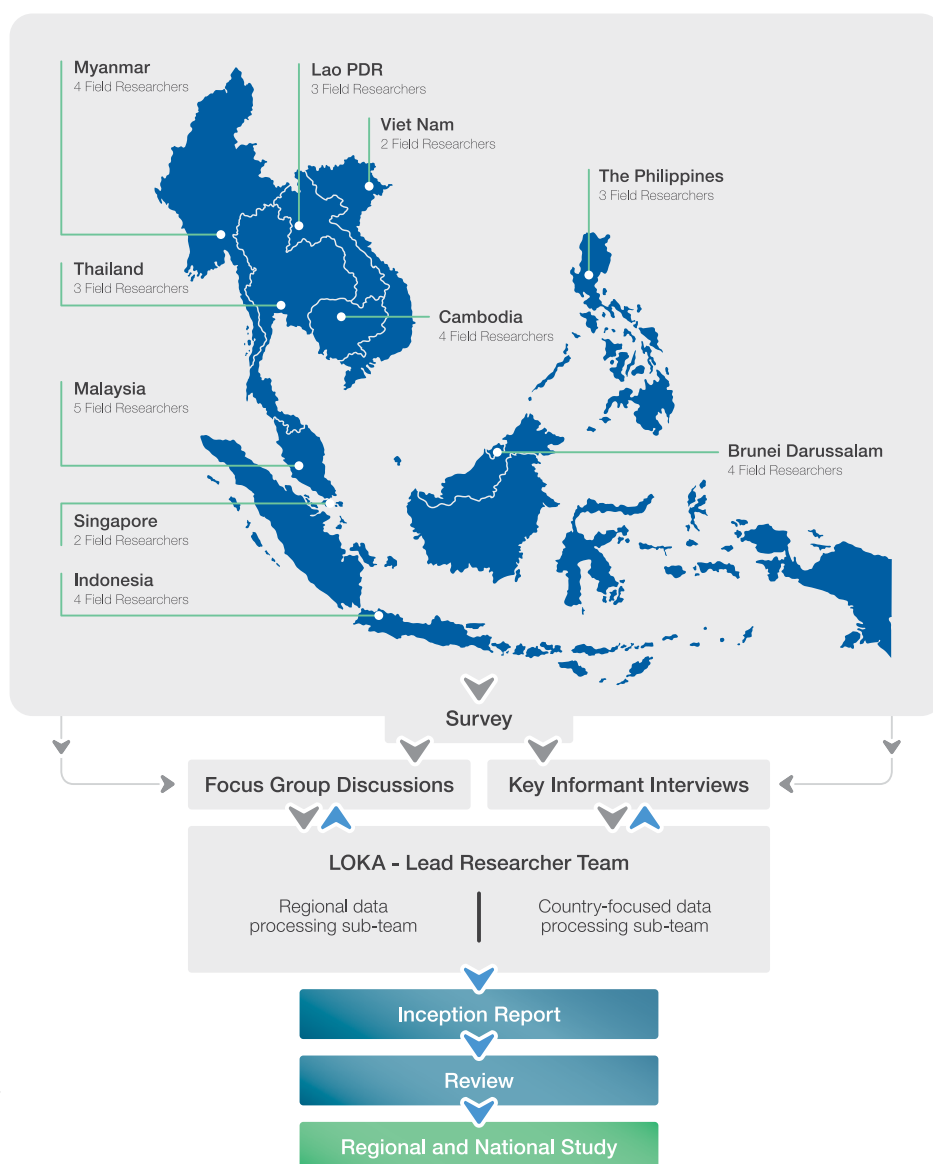 Myanmar
4 Field Researchers
Lao PDR
3 Field Researchers
Viet Nam
2 Field Researchers
The Philippines
3 Field Researchers
Thailand
3 Field Researchers
Cambodia
4 Field Researchers
Malaysia
5 Field Researchers
Brunei Darussalam
4 Field Researchers
Singapore
2 Field Researchers
Indonesia
4 Field Researchers
Survey
Focus Group Discussions
Key Informant Interviews
LOKA - Lead Researcher Team
Regional data
processing sub-team
Country-focused data
processing sub-team
Inception Report
Review
Regional and National Study